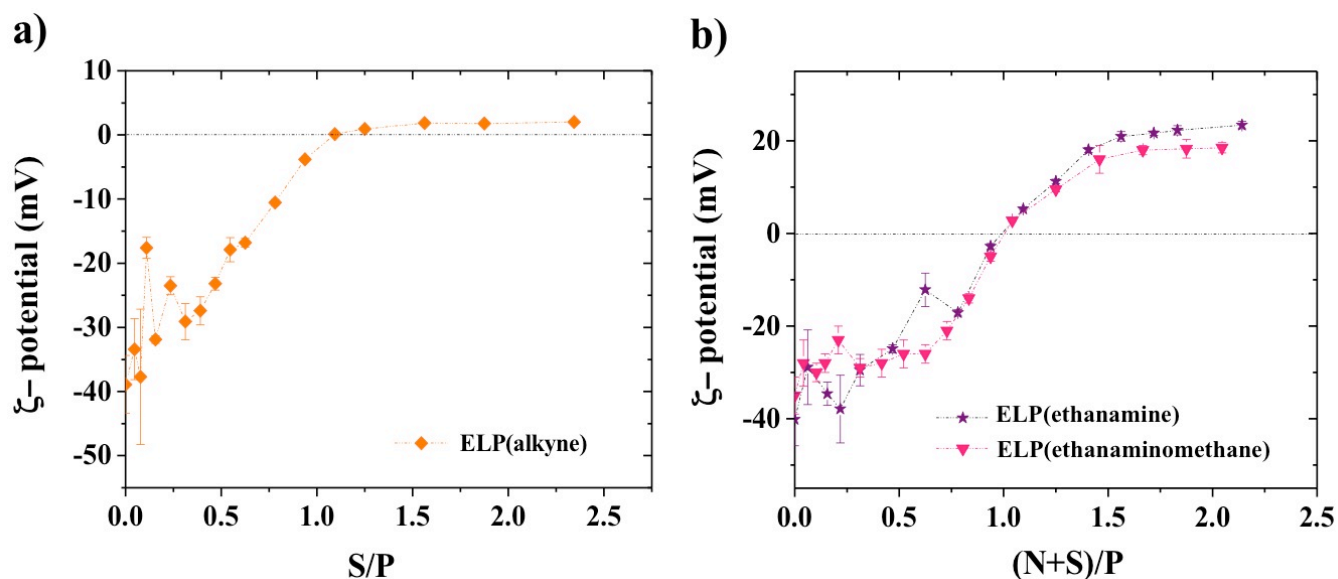 a)
10
0
-10
-20
-30
-40
-50
ζ– potential (mV)
ELP(alkyne)
0.0 0.5 1.0 1.5 2.0 2.5
S/P
b)
20
0
-20
-40
ζ– potential (mV)
ELP(ethanamine)
ELP(ethanaminomethane)
0.0 0.5 1.0 1.5 2.0 2.5
(N+S)/P